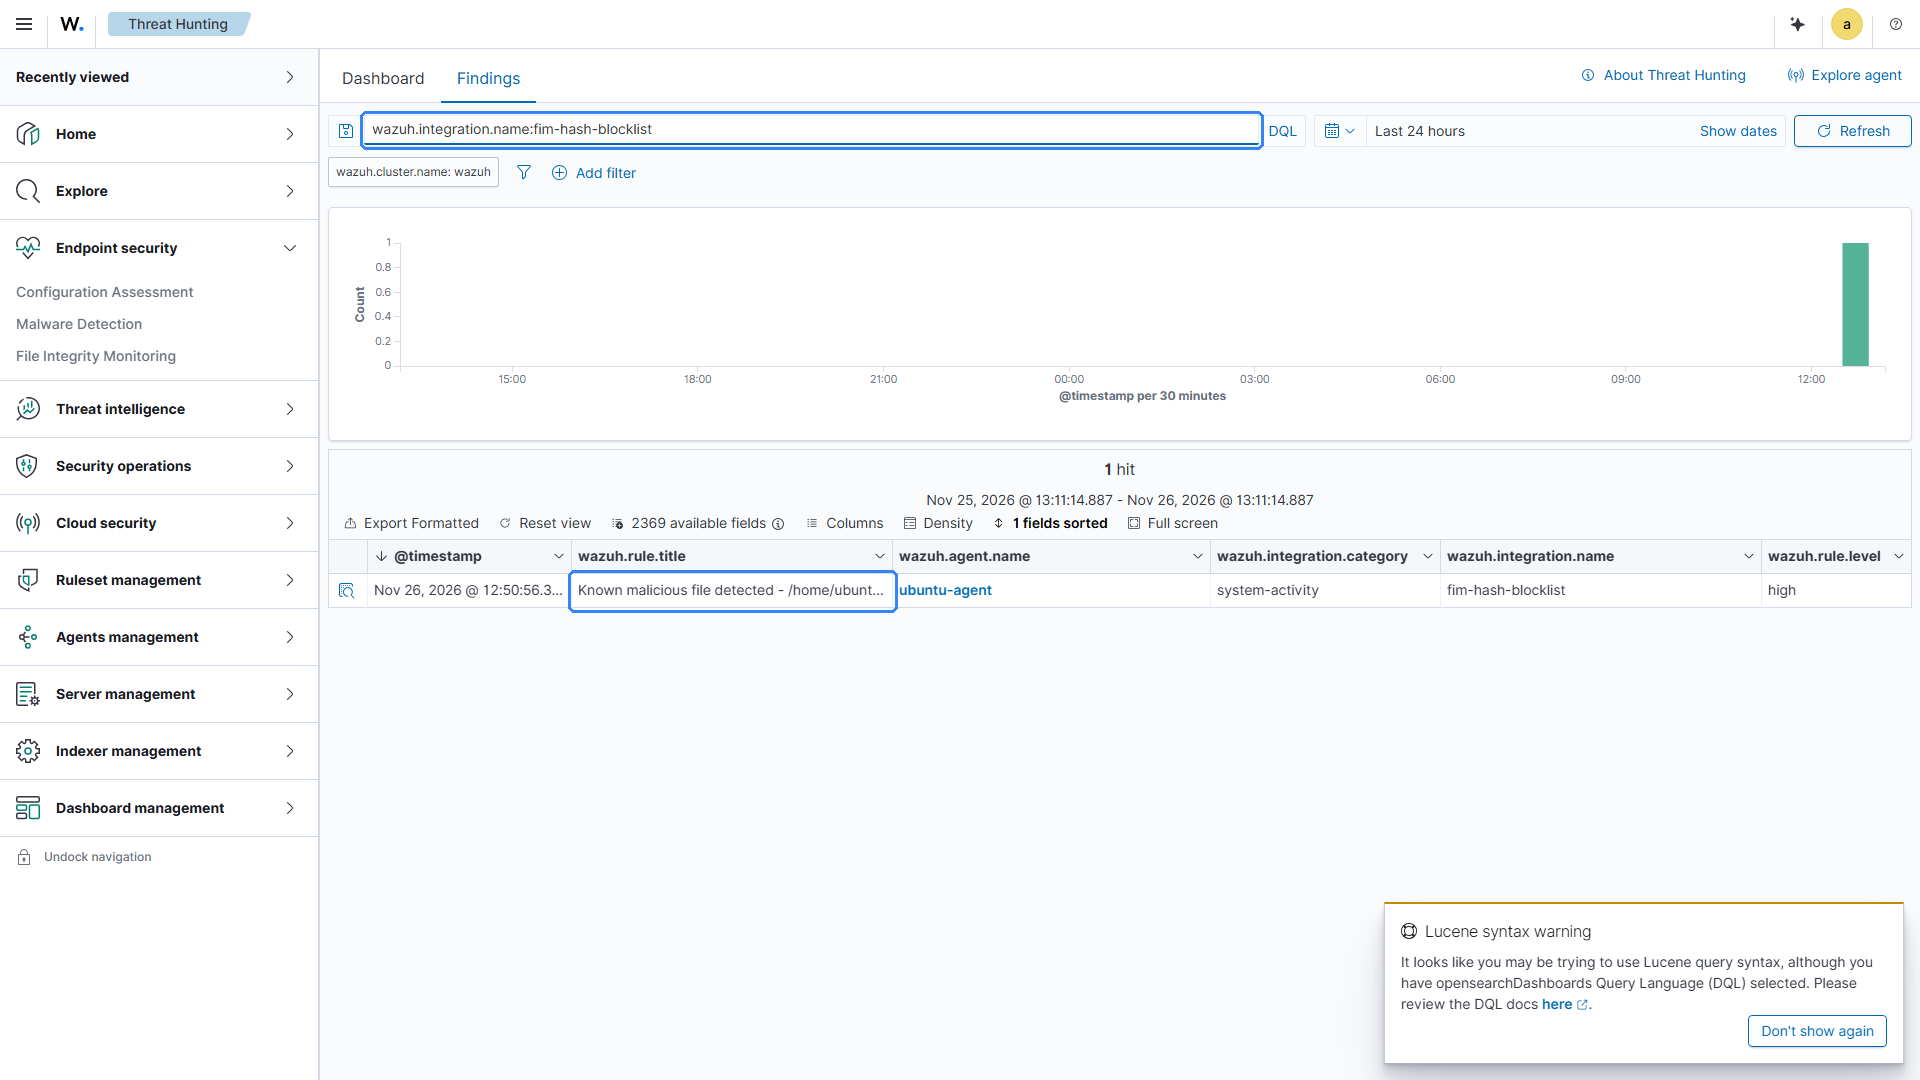 W.
Threat Hunting
a
Recently viewed
Home
Explore
Endpoint security
Configuration Assessment
Malware Detection
File Integrity Monitoring
Threat intelligence
Security operations
Cloud security
Ruleset management
Agents management
Server management
Indexer management
Dashboard management
Undock navigation
Dashboard
Findings
About Threat Hunting
Explore agent
wazuh.integration.name:fim-hash-blocklist
DQL
Last 24 hours
Show dates
Refresh
wazuh.cluster.name: wazuh
Add filter
Count
1
0.8
0.6
0.4
0.2
0
15:00 18:00 21:00 00:00 03:00 06:00 09:00 12:00
@timestamp per 30 minutes
1 hit
Nov 25, 2026 @ 13:11:14.887 - Nov 26, 2026 @ 13:11:14.887
Export Formatted Reset view 2369 available fields Columns Density 1 fields sorted Full screen
@timestamp wazuh.rule.title wazuh.agent.name wazuh.integration.category wazuh.integration.name wazuh.rule.level
Nov 26, 2026 @ 12:50:56.3... Known malicious file detected - /home/ubunt... ubuntu-agent system-activity fim-hash-blocklist high
Lucene syntax warning
It looks like you may be trying to use Lucene query syntax, although you
have opensearchDashboards Query Language (DQL) selected. Please
review the DQL docs here.
Don't show again